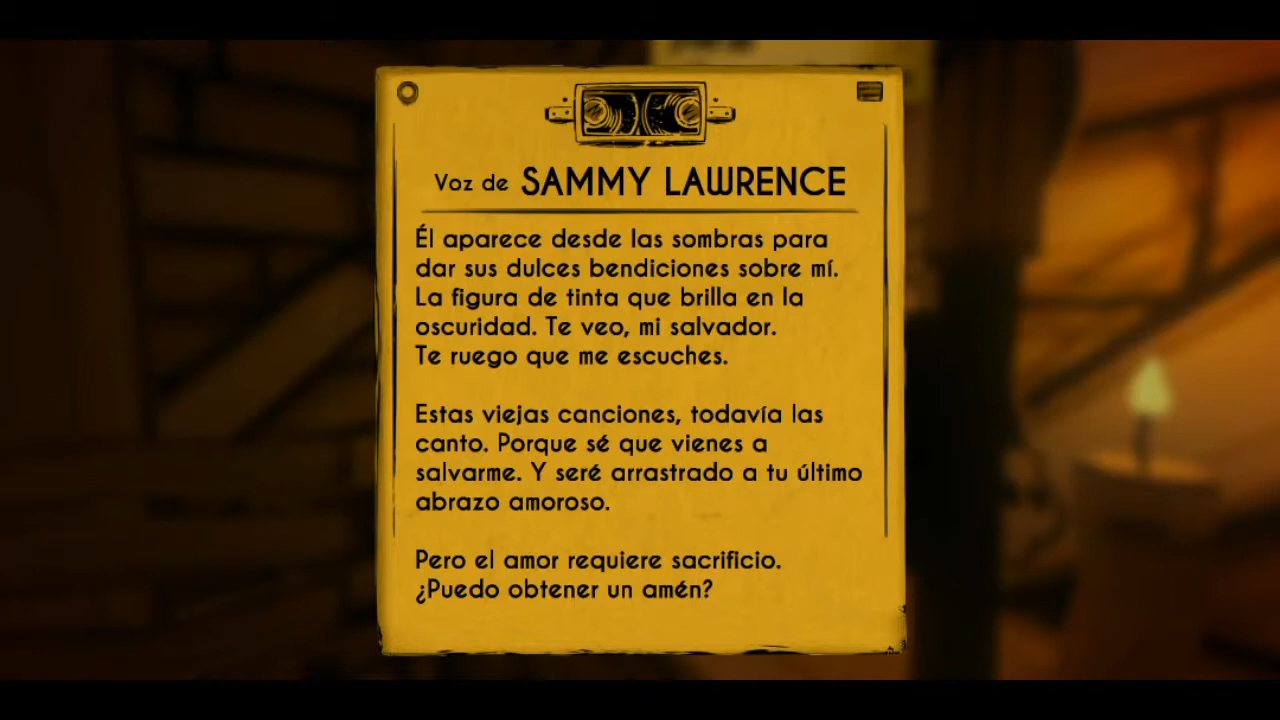 Voz de SAMMY LAWRENCE
Él aparece desde las sombras para
dar sus dulces bendiciones sobre mí.
La figura de tinta que brilla en la
oscuridad. Te veo, mi salvador.
Te ruego que me escuches.
Estas viejas canciones, todavía las
canto. Porque sé que vienes a
salvarme. Y seré arrastrado a tu último
abrazo amoroso.
Pero el amor requiere sacrificio.
¿Puedo obtener un amén?